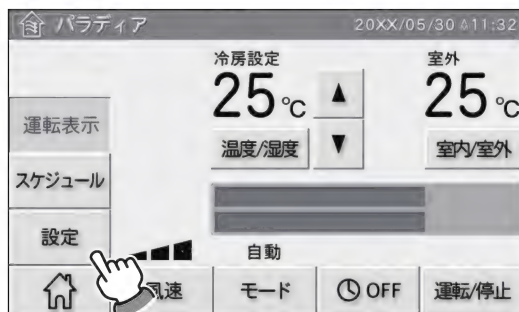 パラディア 20XX/05/30 11:32
冷房設定 室外
25℃ ▲ 25℃
運転表示
温度/湿度 ▼ 室内/室外
スケジュール
設定
自動
風速 モード OFF 運転/停止